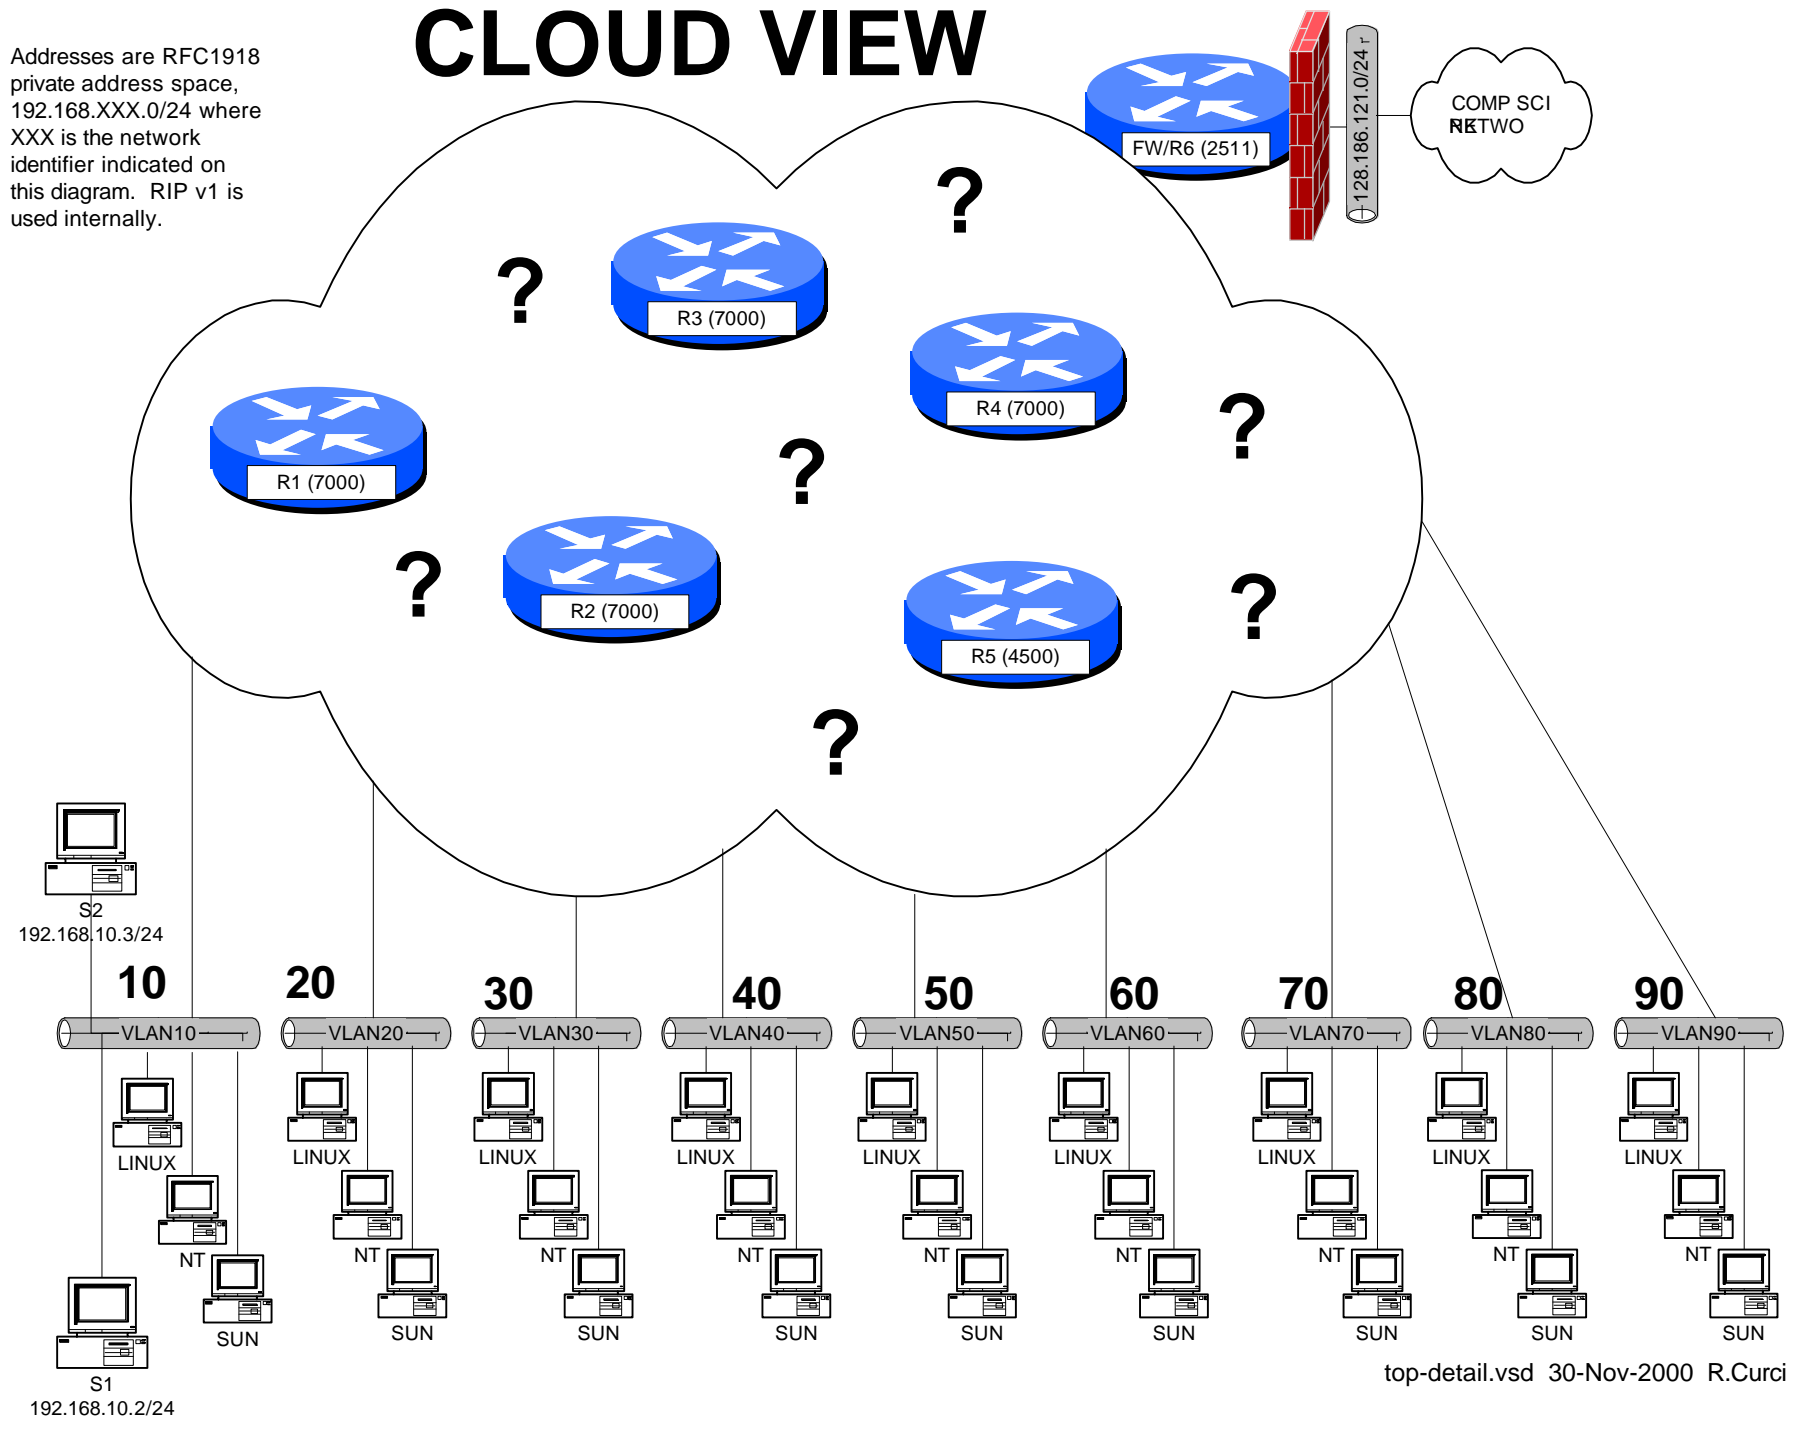 CLOUD VIEW
Addresses are RFC1918
private address space,
192.168.XXX.0/24 where
XXX is the network
identifier indicated on
this diagram. RIP v1 is
used internally.
FW/R6 (2511)
128.186.121.0/24
COMP SCI
NETWO
RK
?
?
R3 (7000)
R4 (7000)
?
?
R1 (7000)
?
R2 (7000)
?
R5 (4500)
?
S2
192.168.10.3/24
10
20
30
40
50
60
70
80
90
VLAN10
VLAN20
VLAN30
VLAN40
VLAN50
VLAN60
VLAN70
VLAN80
VLAN90
LINUX
LINUX
LINUX
LINUX
LINUX
LINUX
LINUX
LINUX
LINUX
NT
NT
NT
NT
NT
NT
NT
NT
NT
SUN
SUN
SUN
SUN
SUN
SUN
SUN
SUN
SUN
S1
192.168.10.2/24
top-detail.vsd 30-Nov-2000 R.Curci